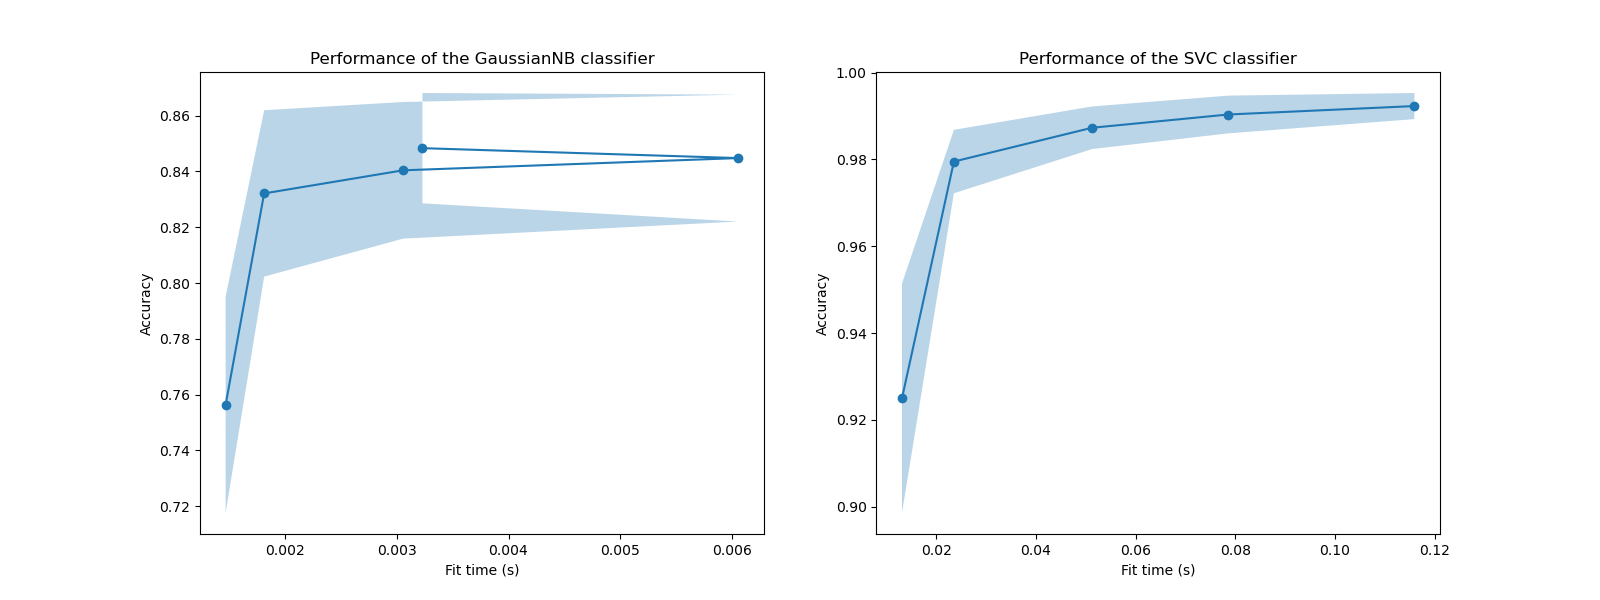 Performance of the GaussianNB classifier
Accuracy
0.86
0.84
0.82
0.80
0.78
0.76
0.74
0.72
0.002 0.003 0.004 0.005 0.006
Fit time (s)
Performance of the SVC classifier
Accuracy
1.00
0.98
0.96
0.94
0.92
0.90
0.02 0.04 0.06 0.08 0.10 0.12
Fit time (s)